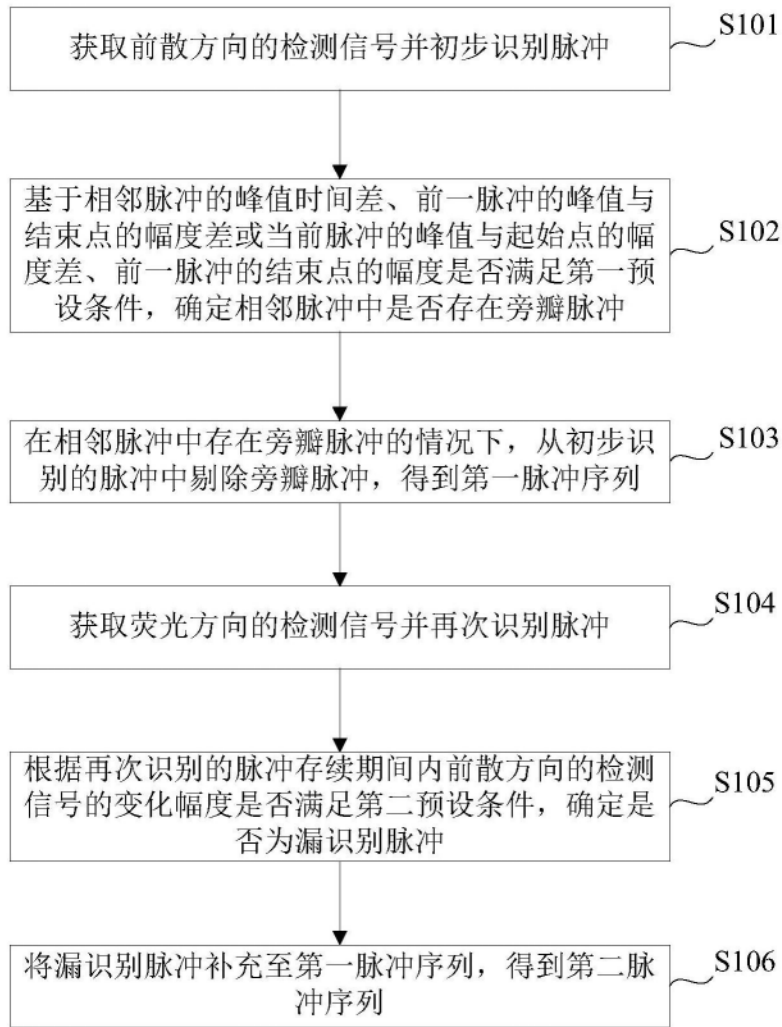 获取前散方向的检测信号并初步识别脉冲
S101
基于相邻脉冲的峰值时间差、前一脉冲的峰值与
结束点的幅度差或当前脉冲的峰值与起始点的幅
度差、前一脉冲的结束点的幅度是否满足第一预
设条件，确定相邻脉冲中是否存在旁瓣脉冲
S102
在相邻脉冲中存在旁瓣脉冲的情况下，从初步识
别的脉冲中剔除旁瓣脉冲，得到第一脉冲序列
S103
获取荧光方向的检测信号并再次识别脉冲
S104
根据再次识别的脉冲存续期间内前散方向的检测
信号的变化幅度是否满足第二预设条件，确定是
否为漏识别脉冲
S105
将漏识别脉冲补充至第一脉冲序列，得到第二脉
冲序列
S106